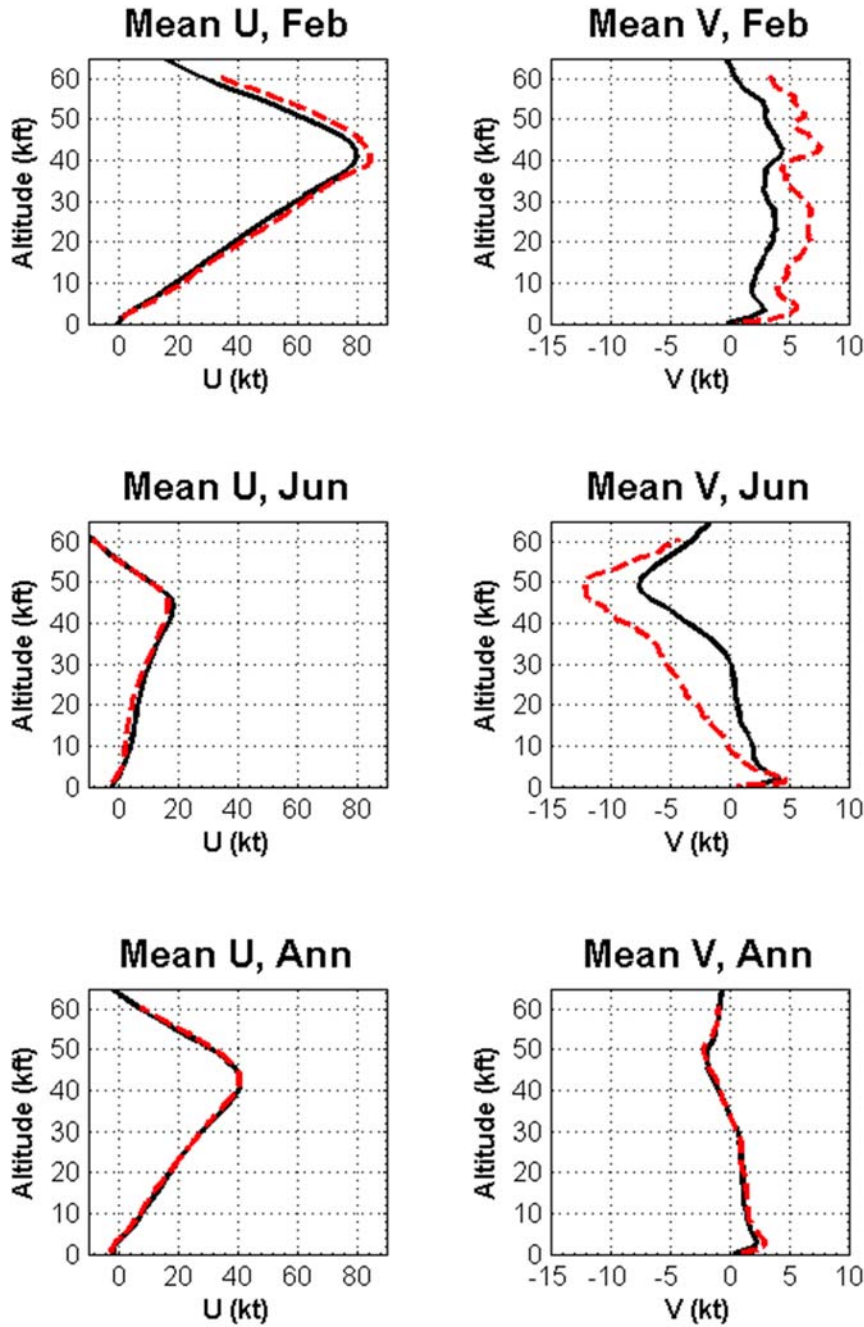 Mean U, Feb
Altitude (kft)
60
50
40
30
20
10
0
0 20 40 60 80
U (kt)
Mean V, Feb
Altitude (kft)
60
50
40
30
20
10
0
-15 -10 -5 0 5 10
V (kt)
Mean U, Jun
Altitude (kft)
60
50
40
30
20
10
0
0 20 40 60 80
U (kt)
Mean V, Jun
Altitude (kft)
60
50
40
30
20
10
0
-15 -10 -5 0 5 10
V (kt)
Mean U, Ann
Altitude (kft)
60
50
40
30
20
10
0
0 20 40 60 80
U (kt)
Mean V, Ann
Altitude (kft)
60
50
40
30
20
10
0
-15 -10 -5 0 5 10
V (kt)